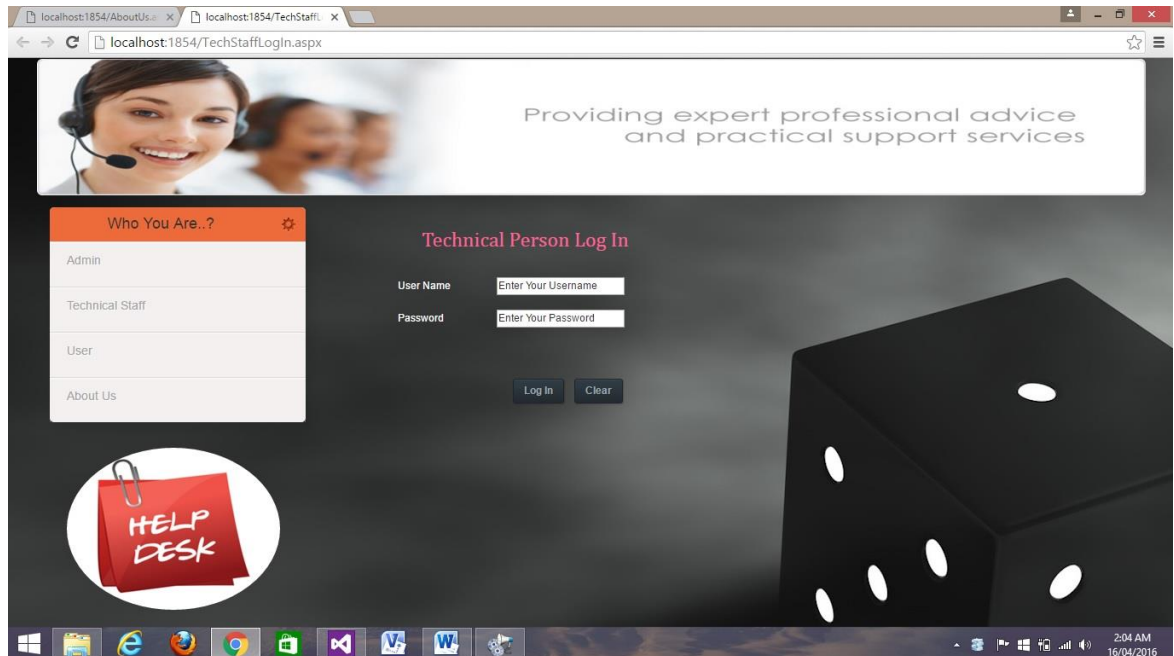 localhost:1854/AboutUs.a
localhost:1854/TechStaffL
localhost:1854/TechStaffLogIn.aspx
Providing expert professional advice
and practical support services
Who You Are..?
Admin
Technical Staff
User
About Us
Technical Person Log In
User Name
Enter Your Username
Password
Enter Your Password
Log In
Clear
HELP
DESK
2:04 AM
16/04/2016